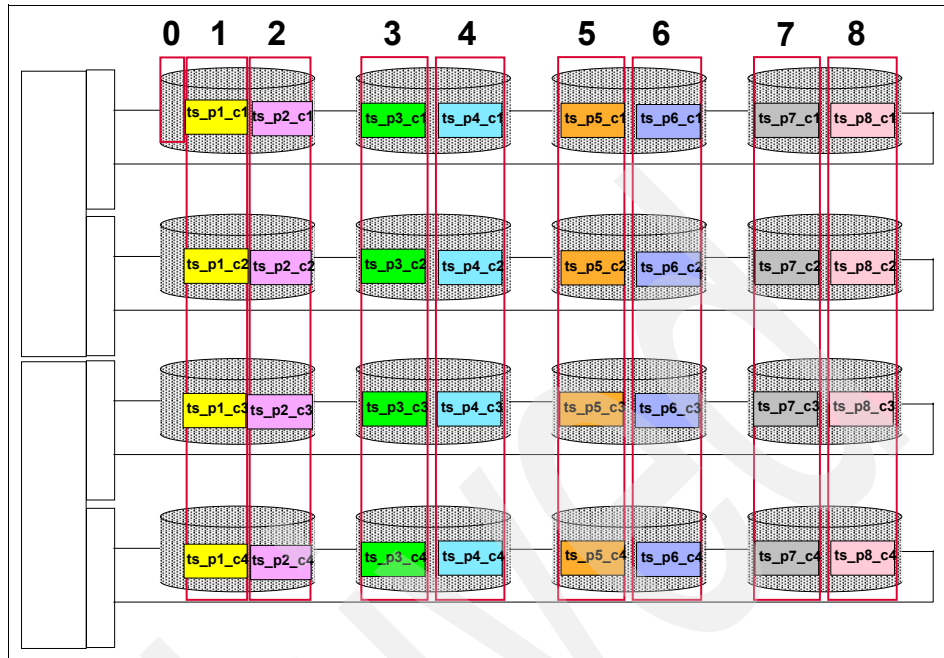 0 1 2 3 4 5 6 7 8
ts_p1_c1 ts_p2_c1 ts_p3_c1 ts_p4_c1 ts_p5_c1 ts_p6_c1 ts_p7_c1 ts_p8_c1
ts_p1_c2 ts_p2_c2 ts_p3_c2 ts_p4_c2 ts_p5_c2 ts_p6_c2 ts_p7_c2 ts_p8_c2
ts_p1_c3 ts_p2_c3 ts_p3_c3 ts_p4_c3 ts_p5_c3 ts_p6_c3 ts_p7_c3 ts_p8_c3
ts_p1_c4 ts_p2_c4 ts_p3_c4 ts_p4_c4 ts_p5_c4 ts_p6_c4 ts_p7_c4 ts_p8_c4